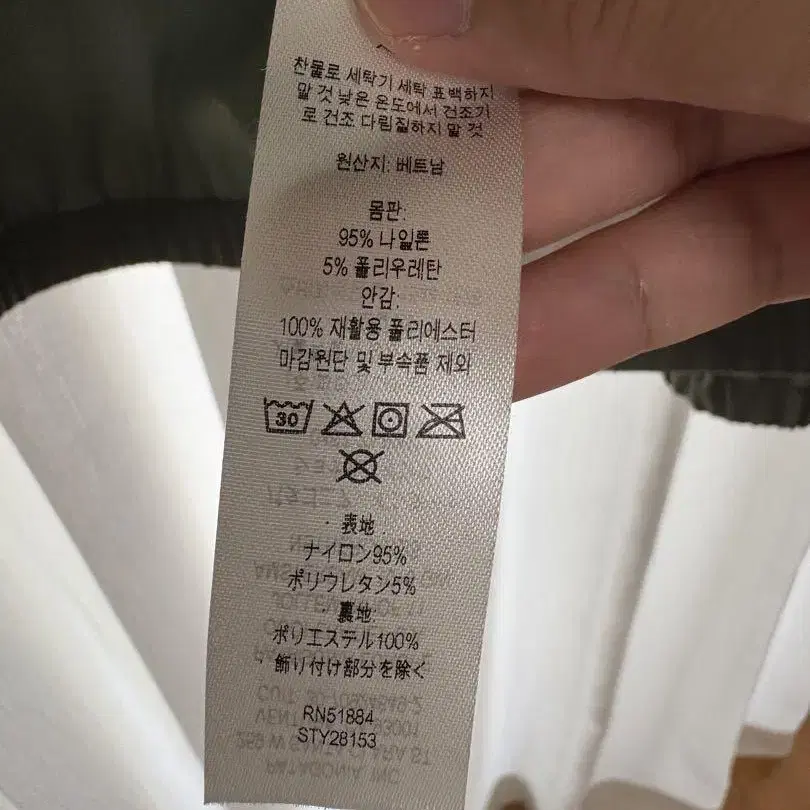 찬물로 세탁기 세탁 표백하지
말 것 낮은 온도에서 건조기
로 건조 다림질하지 말 것
원산지: 베트남
몸판:
95% 나일론
5% 폴리우레탄
안감:
100% 재활용 폴리에스터
마감원단 및 부속품 제외
30
表地
ナイロン95%
ポリウレタン5%
裏地
ポリエステル100%
飾り付け部分を除く
RN51884
STY28153